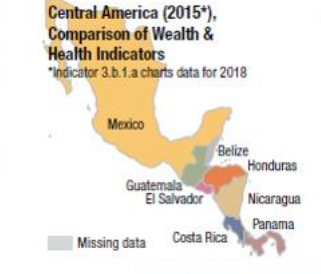 Central America (2015*),
Comparison of Wealth &
Health Indicators
*Indicator 3.b.1.a charts data for 2018
Mexico
Belize
Honduras
Guatemala
El Salvador
Nicaragua
Panama
Costa Rica
Missing data